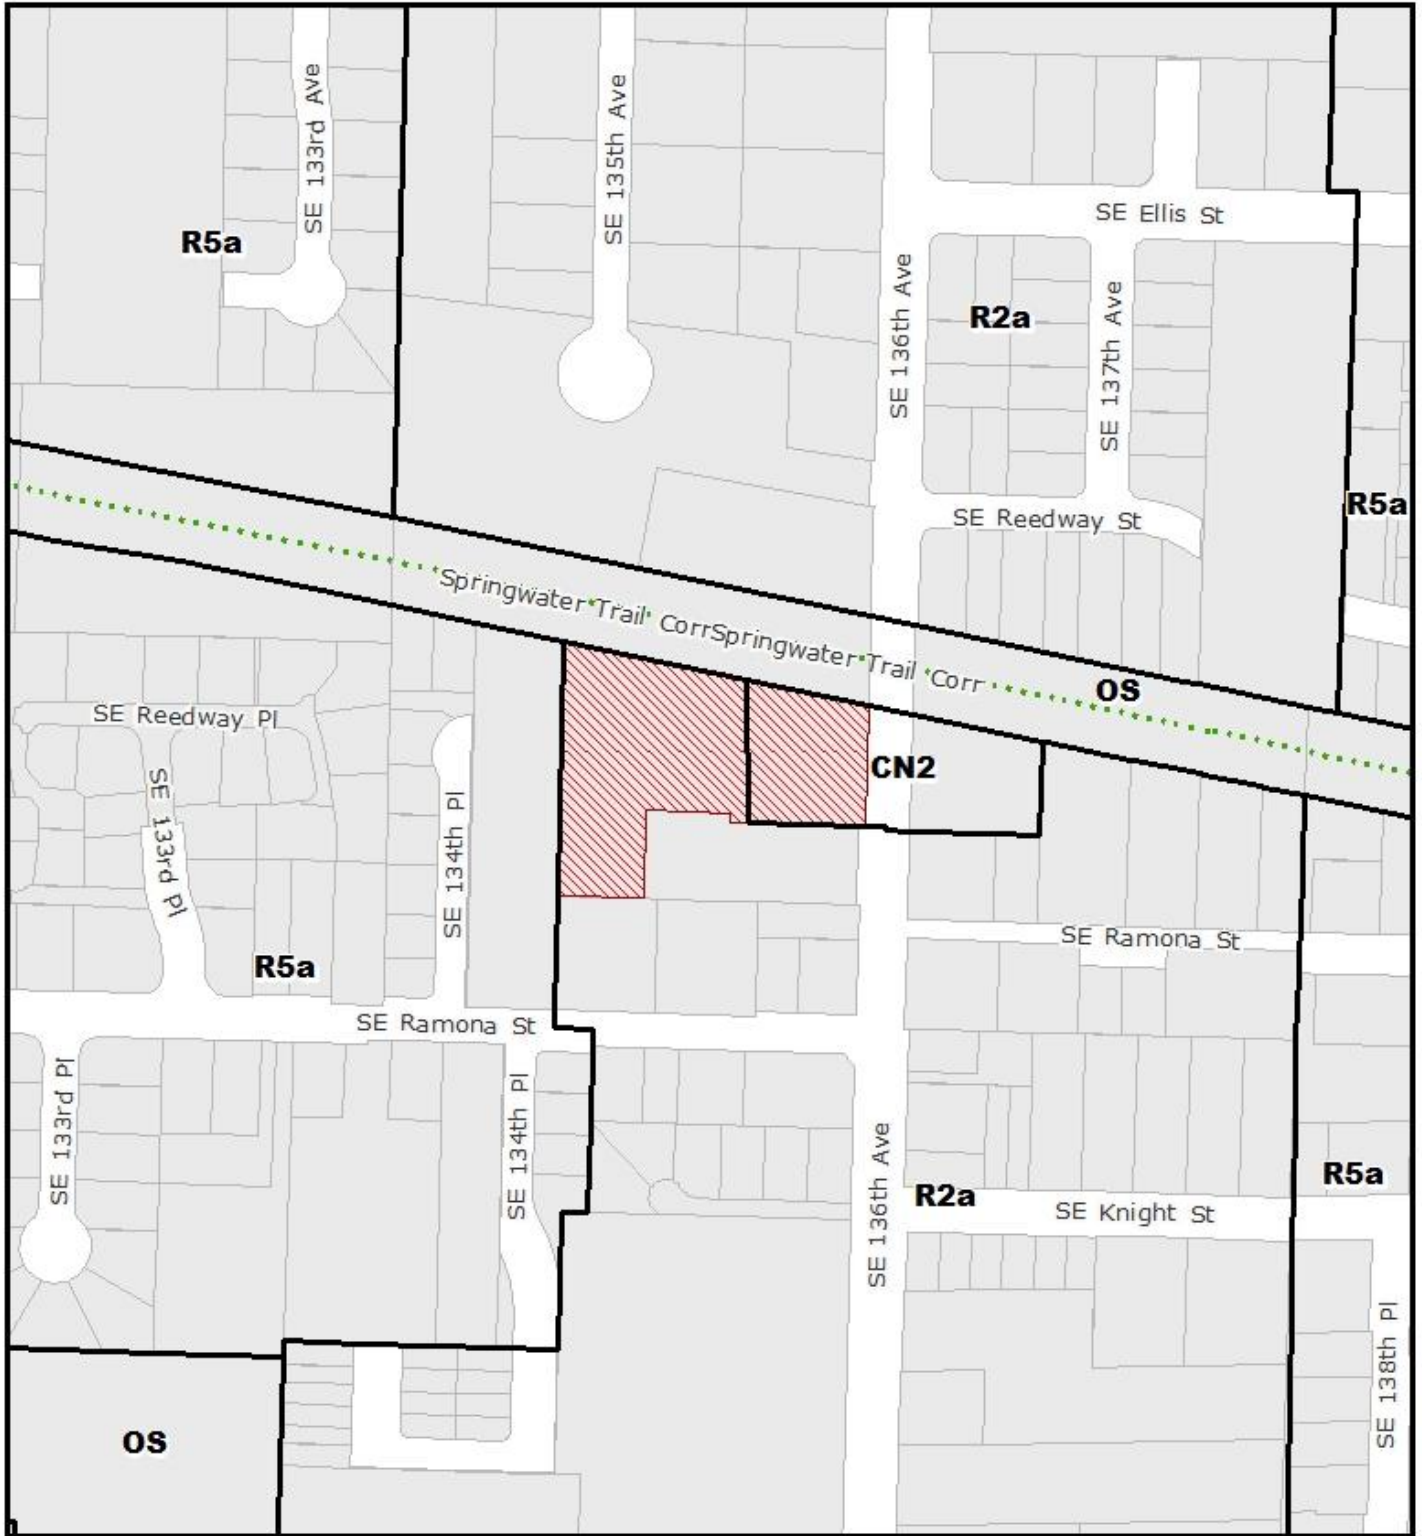 SE 133rd Ave
SE 135th Ave
SE Ellis St
R5a
SE 136th Ave
R2a
SE 137th Ave
R5a
SE Reedway St
Springwater Trail Corr
Springwater Trail Corr
OS
SE Reedway Pl
CN2
SE 133rd Pl
SE 134th Pl
SE Ramona St
R5a
SE Ramona St
SE 133rd Pl
SE 134th Pl
SE 136th Ave
R5a
R2a
SE Knight St
SE 138th Pl
OS